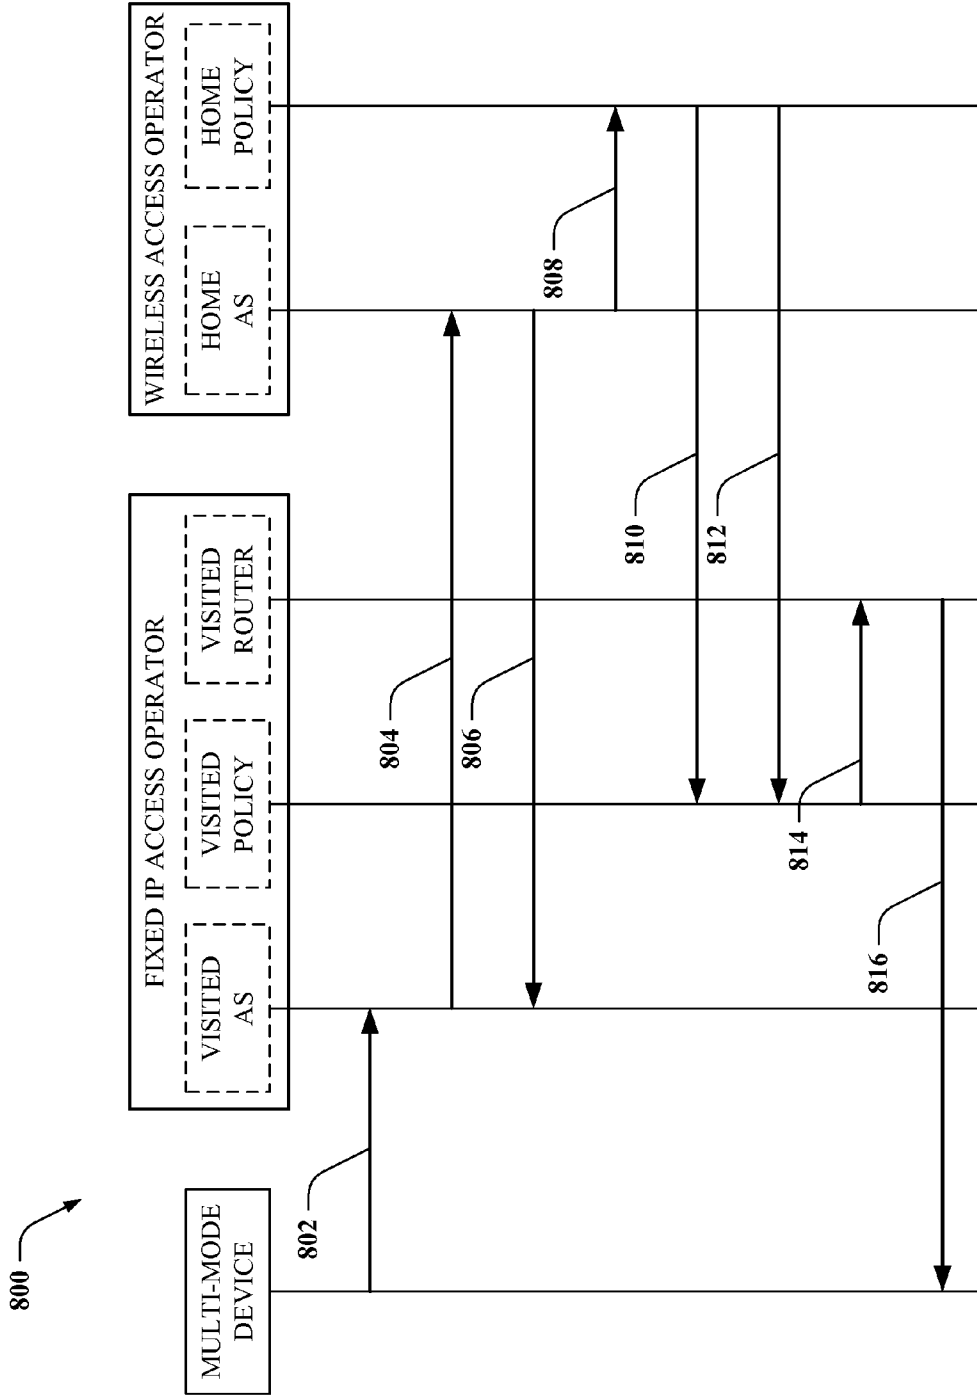 800
MULTI-MODE
DEVICE
FIXED IP ACCESS OPERATOR
VISITED
AS
VISITED
POLICY
VISITED
ROUTER
WIRELESS ACCESS OPERATOR
HOME
AS
HOME
POLICY
802
804
806
808
810
812
814
816